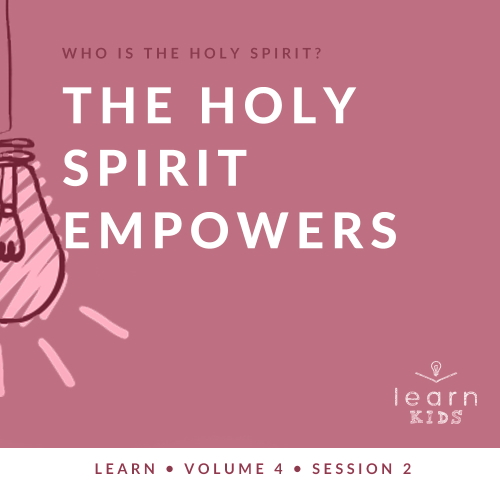 WHO IS THE HOLY SPIRIT?
THE HOLY
SPIRIT
EMPOWERS
learn
KIDS
LEARN • VOLUME 4 • SESSION 2